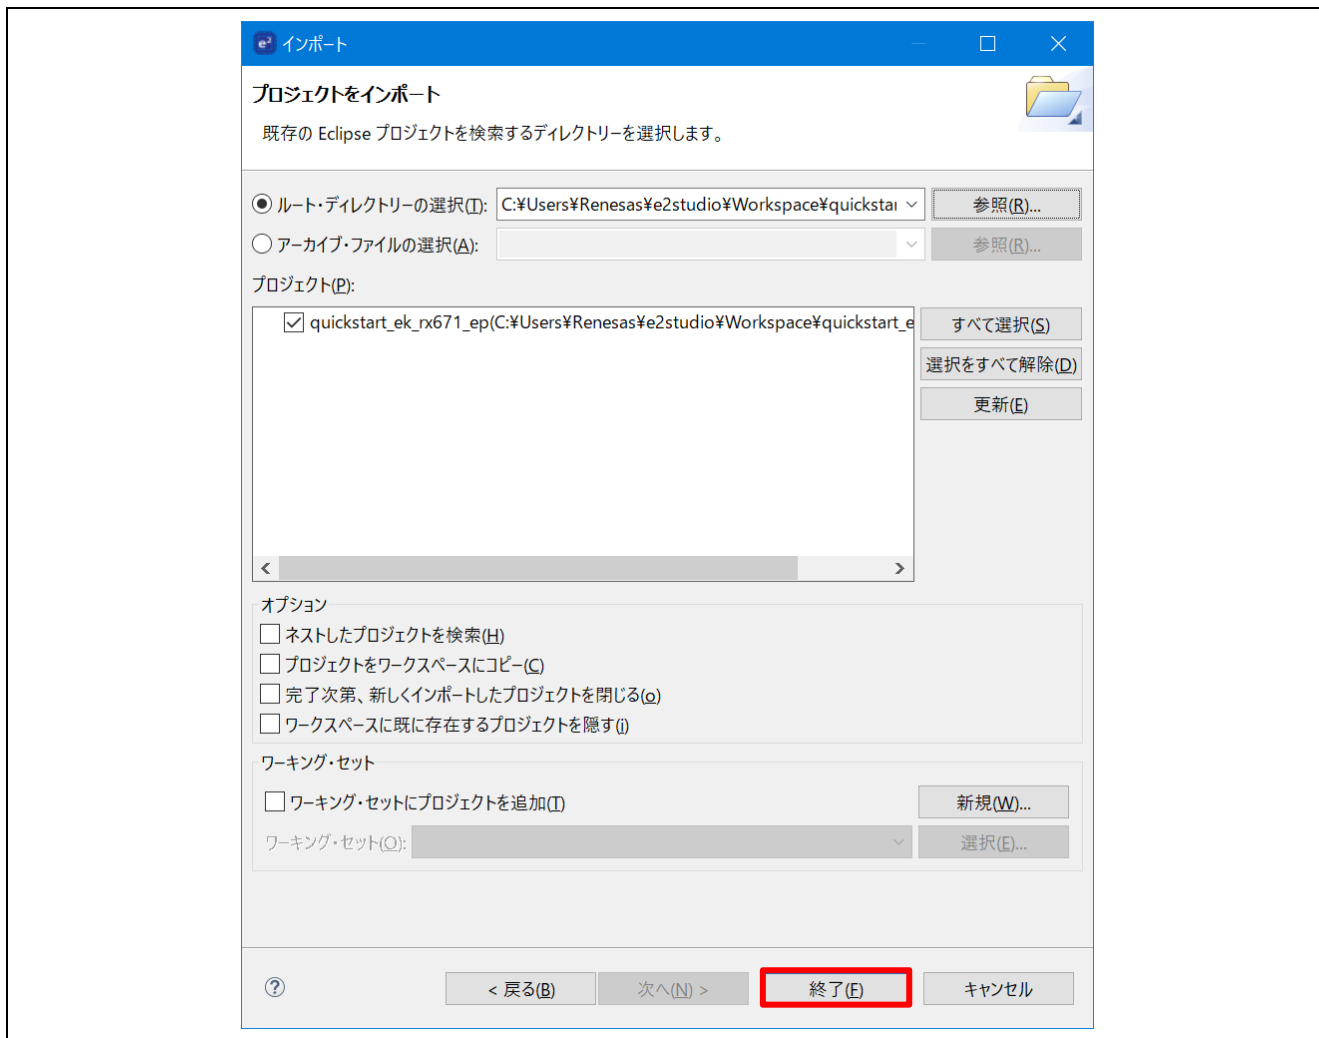 e² インポート
プロジェクトをインポート
既存の Eclipse プロジェクトを検索するディレクトリーを選択します。
ルート・ディレクトリーの選択(T): C:¥Users¥Renesas¥e2studio¥Workspace¥quickstar 参照(R)...
アーカイブ・ファイルの選択(A): 参照(R)...
プロジェクト(P):
quickstart_ek_rx671_ep(C:¥Users¥Renesas¥e2studio¥Workspace¥quickstart_e すべて選択(S)
選択をすべて解除(D)
更新(E)
オプション
ネストしたプロジェクトを検索(H)
プロジェクトをワークスペースにコピー(C)
完了次第、新しくインポートしたプロジェクトを閉じる(o)
ワークスペースに既に存在するプロジェクトを隠す(i)
ワーキング・セット
ワーキング・セットにプロジェクトを追加(T) 新規(W)...
ワーキング・セット(O): 選択(E)...
? < 戻る(B) 次へ(N) > 終了(F) キャンセル